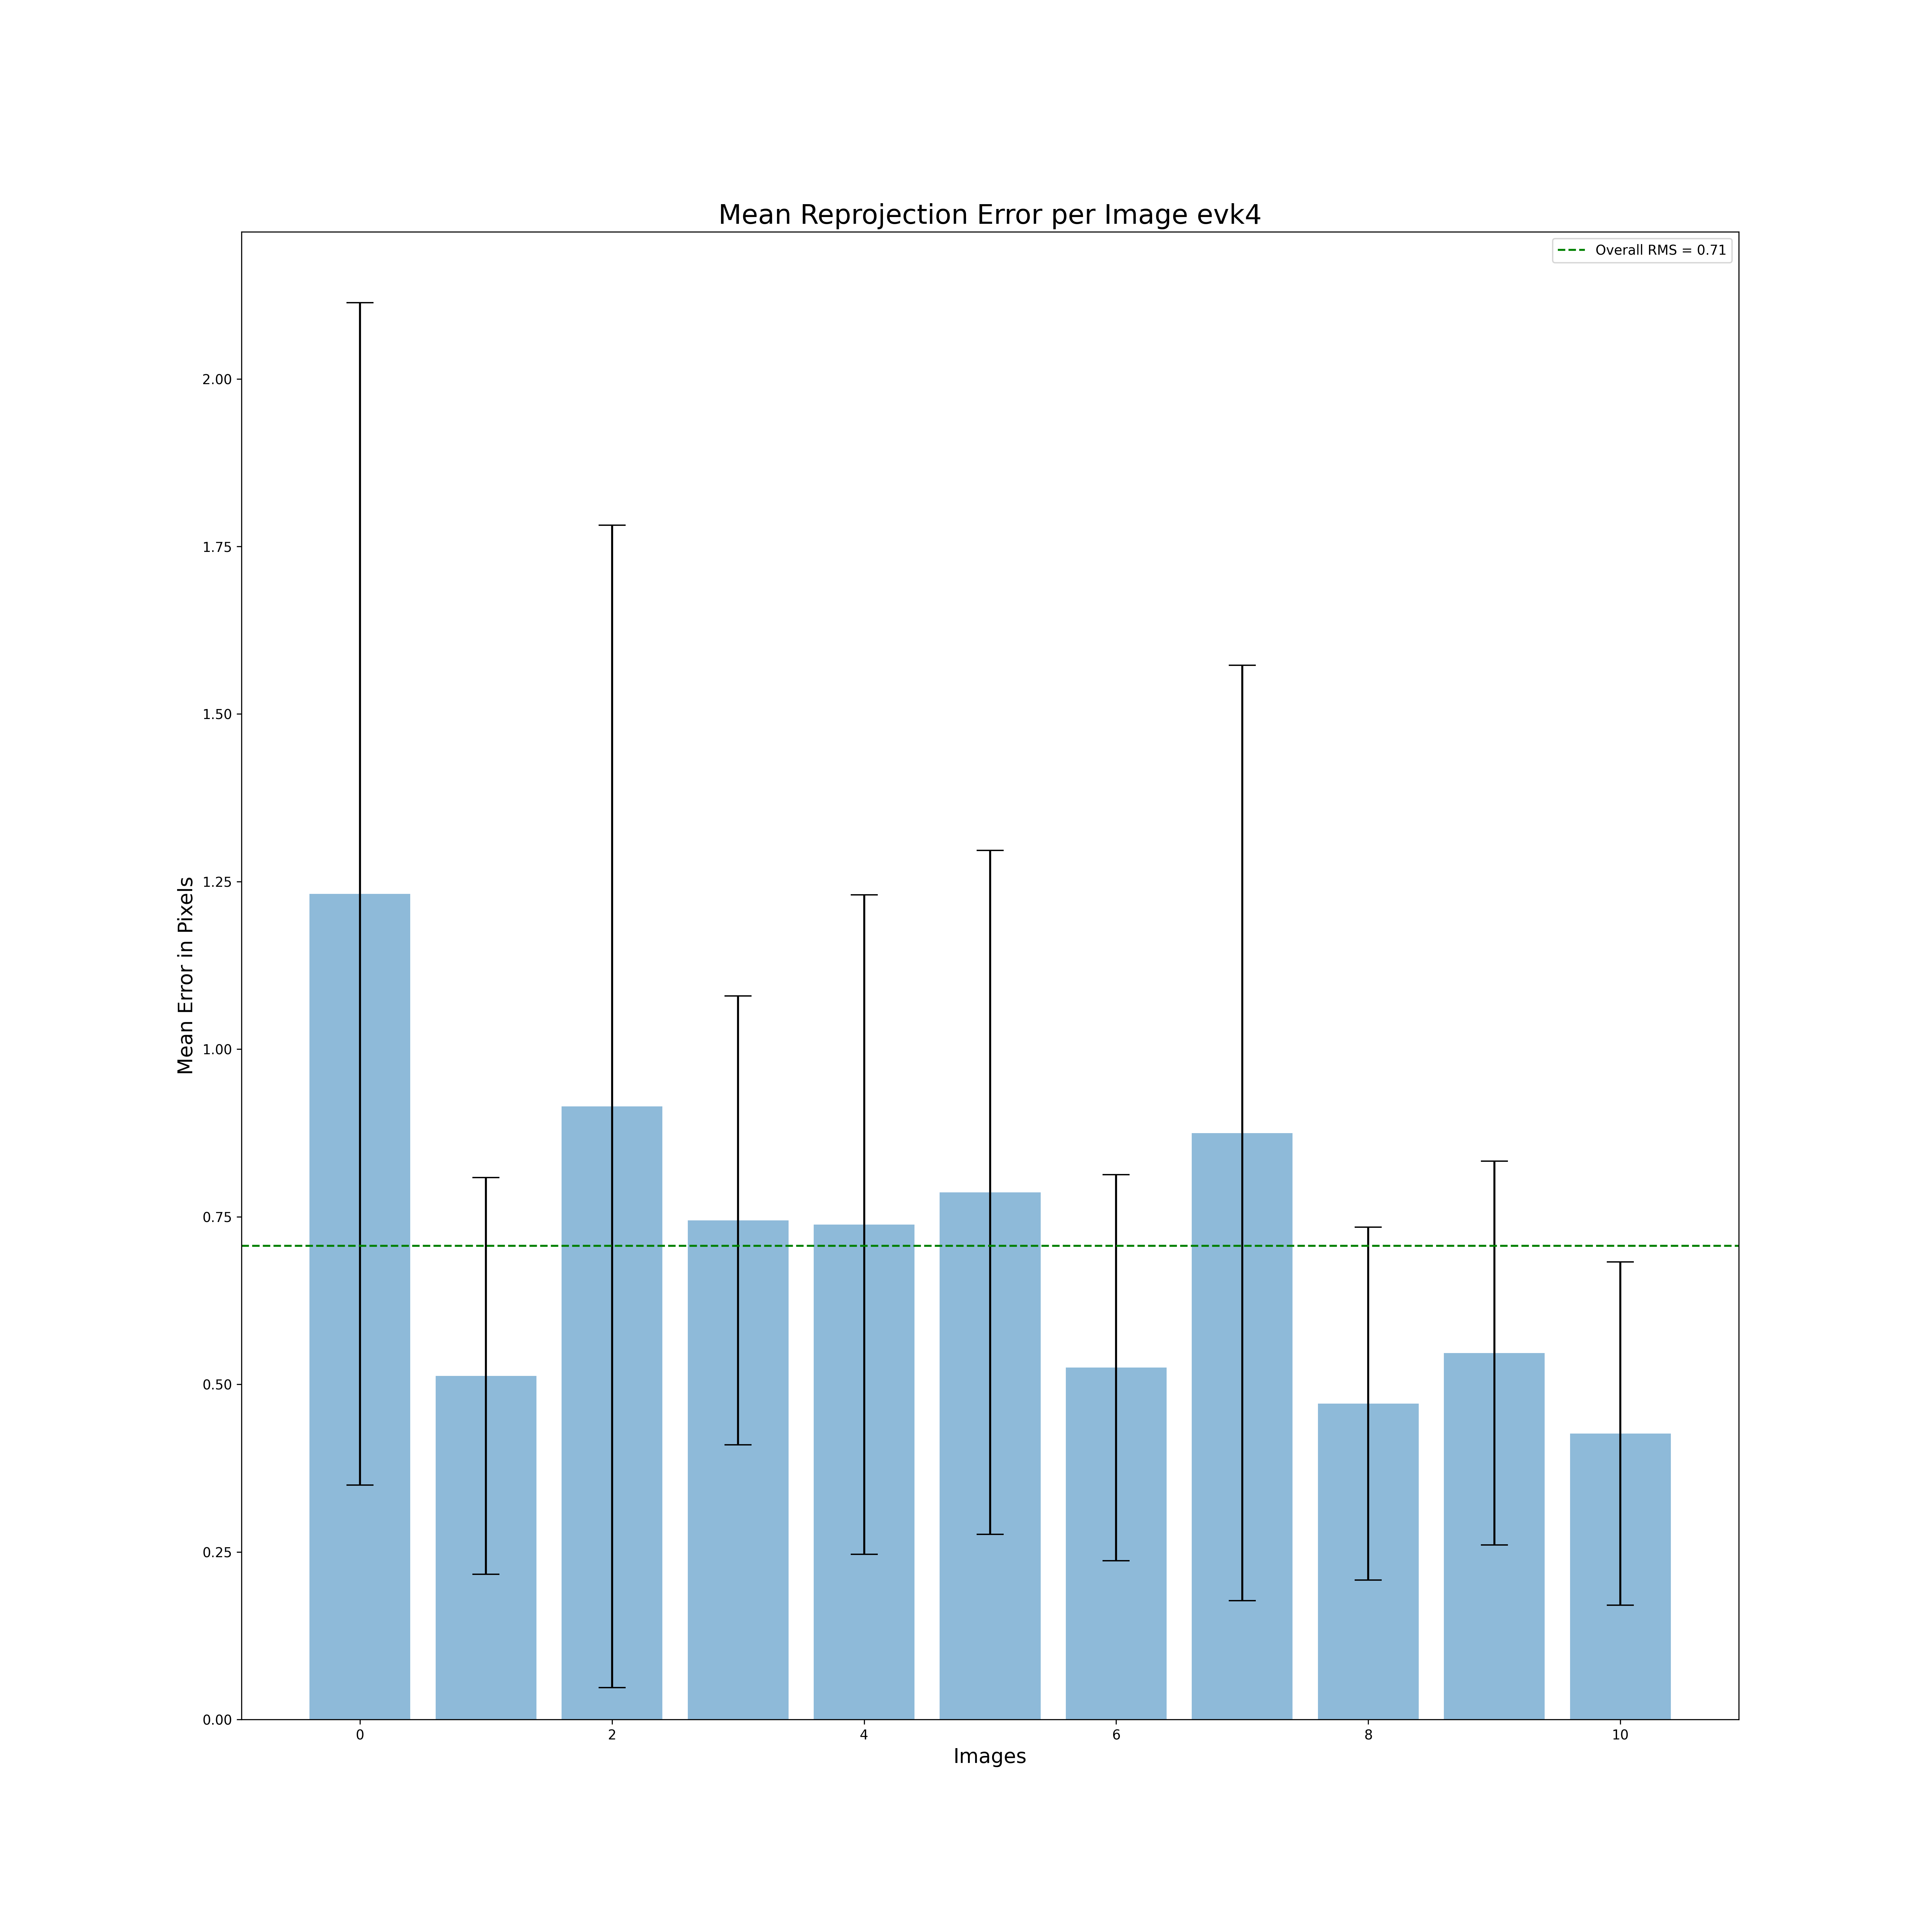 Mean Reprojection Error per Image evk4
Overall RMS = 0.71
2.00
1.75
1.50
1.25
1.00
0.75
0.50
0.25
0.00
Mean Error in Pixels
0 2 4 6 8 10
Images